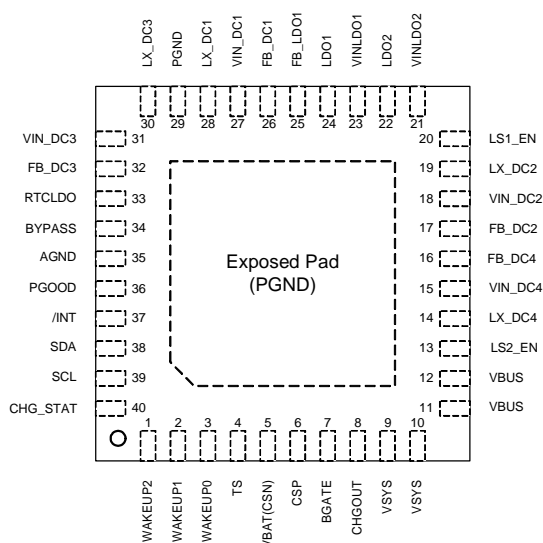 LX_DC3
PGND
LX_DC1
VIN_DC1
FB_DC1
FB_LDO1
LDO1
VINLDO1
LDO2
VINLDO2
30 29 28 27 26 25 24 23 22 21
VIN_DC3 31
FB_DC3 32
RTCLDO 33
BYPASS 34
AGND 35
PGOOD 36
/INT 37
SDA 38
SCL 39
CHG_STAT 40
Exposed Pad
(PGND)
20 LS1_EN
19 LX_DC2
18 VIN_DC2
17 FB_DC2
16 FB_DC4
15 VIN_DC4
14 LX_DC4
13 LS2_EN
12 VBUS
11 VBUS
1 2 3 4 5 6 7 8 9 10
WAKEUP2
WAKEUP1
WAKEUP0
TS
VBAT(CSN)
CSP
BGATE
CHGOUT
VSYS
VSYS